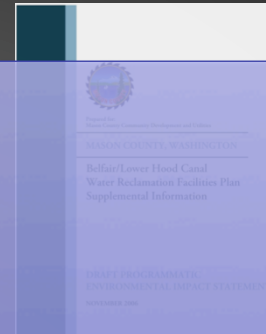 MASON COUNTY, WASHINGTON
Belfair/Lower Hood Canal
Water Reclamation Facilities Plan
Supplemental Information
DRAFT PROGRAMMATIC
ENVIRONMENTAL IMPACT STATEMENT